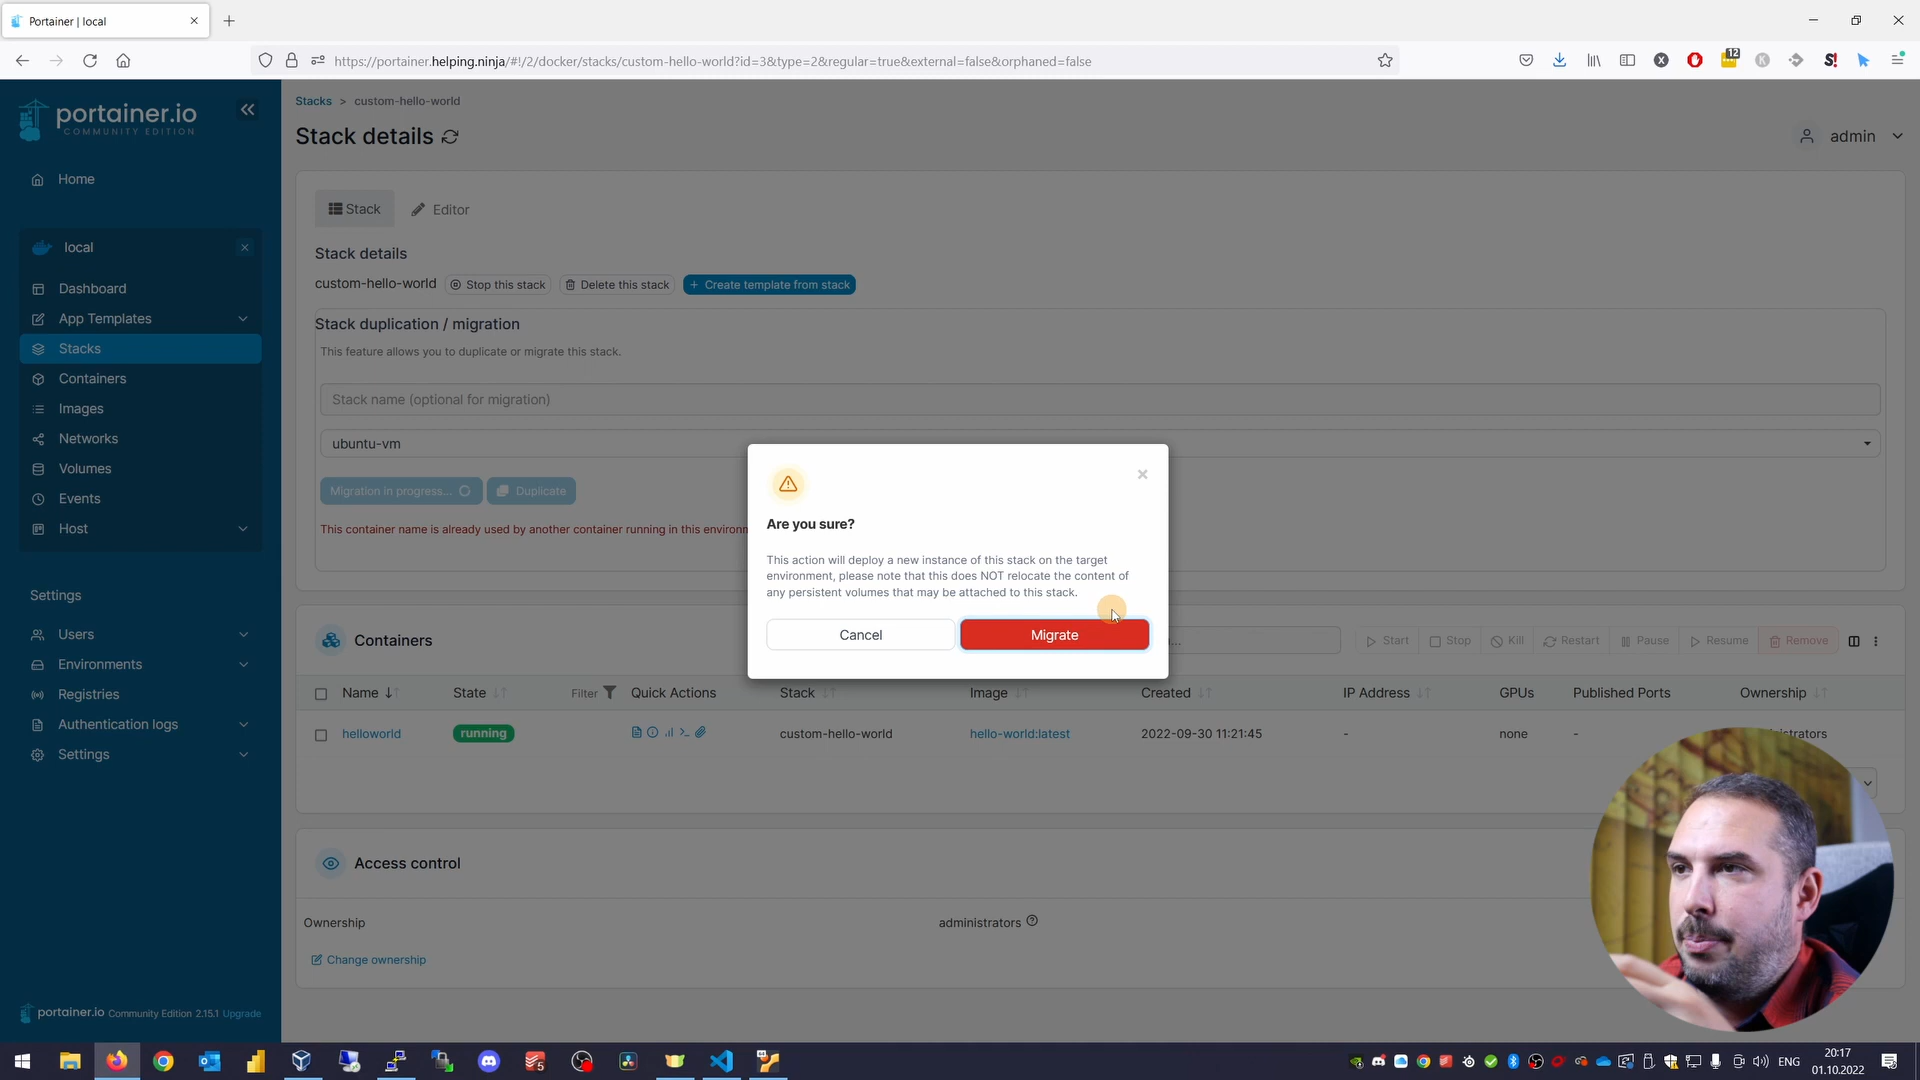 Portainer | local
https://portainer.helping.ninja/#!/2/docker/stacks/custom-hello-world?id=3&type=2&regular=true&external=false&orphaned=false
12
portainer.io
COMMUNITY EDITION
Home
local
Dashboard
App Templates
Stacks
Containers
Images
Networks
Volumes
Events
Host
Settings
Users
Environments
Registries
Authentication logs
Settings
portainer.io Community Edition 2.15.1 Upgrade
Stacks > custom-hello-world
Stack details
admin
Stack
Editor
Stack details
custom-hello-world
Stop this stack
Delete this stack
+ Create template from stack
Stack duplication / migration
This feature allows you to duplicate or migrate this stack.
Stack name (optional for migration)
ubuntu-vm
Migration in progress...
Duplicate
This container name is already used by another container running in this environm
Are you sure?
This action will deploy a new instance of this stack on the target
environment, please note that this does NOT relocate the content of
any persistent volumes that may be attached to this stack.
Cancel
Migrate
Containers
Start
Stop
Kill
Restart
Pause
Resume
Remove
Name
State
Filter
Quick Actions
Stack
Image
Created
IP Address
GPUs
Published Ports
Ownership
helloworld
running
custom-hello-world
hello-world:latest
2022-09-30 11:21:45
-
none
-
Access control
Ownership
administrators
Change ownership
ENG
20:17
01.10.2022